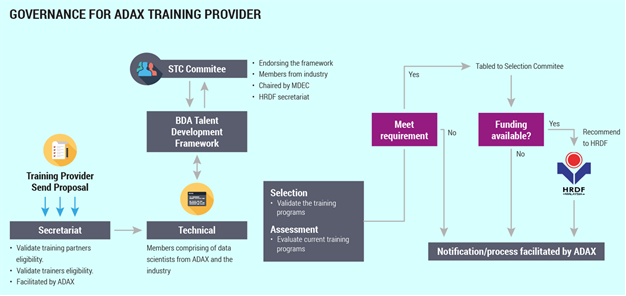 GOVERNANCE FOR ADAX TRAINING PROVIDER
STC Commitee
• Endorsing the framework
• Members from industry
• Chaired by MDEC
• HRDF secretariat
BDA Talent
Development
Framework
Training Provider
Send Proposal
Secretariat
• Validate training partners
eligibility.
• Validate trainers eligibility.
• Facilitated by ADAX
Technical
Members comprising of data
scientists from ADAX and the
industry
Selection
• Validate the training
programs
Assessment
• Evaluate current training
programs
Meet
requirement
Yes
No
Tabled to Selection Commitee
Funding
available?
Yes
No
Recommend
to HRDF
HRDF
Notification/process facilitated by ADAX